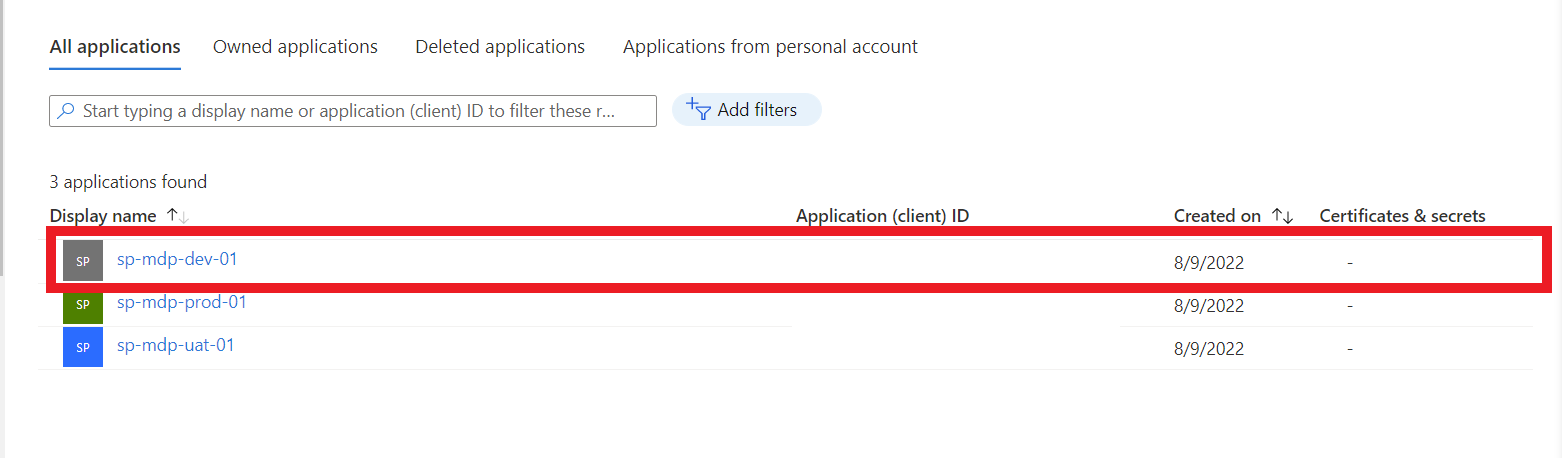 All applications Owned applications Deleted applications Applications from personal account
Start typing a display name or application (client) ID to filter these r... Add filters
3 applications found
Display name Application (client) ID Created on Certificates & secrets
SP sp-mdp-dev-01 8/9/2022 -
SP sp-mdp-prod-01 8/9/2022 -
SP sp-mdp-uat-01 8/9/2022 -